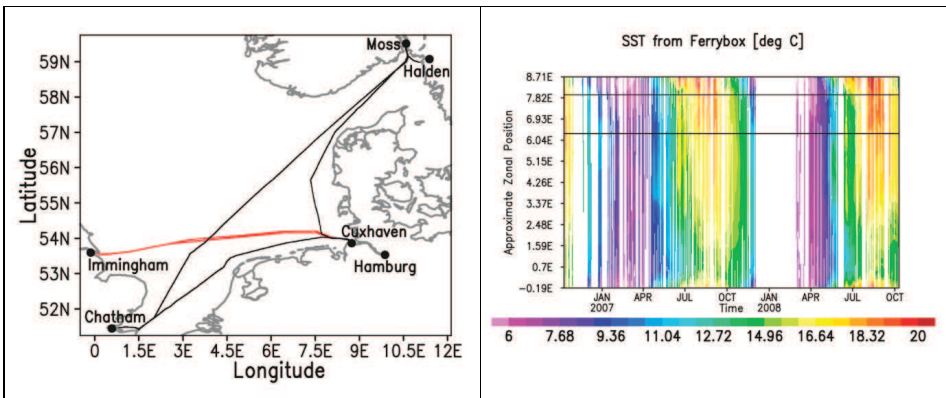 59N
58N
57N
56N
55N
54N
53N
52N
Latitude
Moss
Halden
Cuxhaven
Hamburg
Immingham
Chatham
0 1.5E 3E 4.5E 6E 7.5E 9E 10.5E 12E
Longitude
SST from Ferrybox [deg C]
Approximate Zonal Position
8.71E
7.82E
6.93E
6.04E
5.15E
4.26E
3.37E
2.48E
1.59E
0.7E
-0.19E
JAN APR JUL OCT JAN APR JUL OCT
2007 Time 2008
6 7.68 9.36 11.04 12.72 14.96 16.64 18.32 20